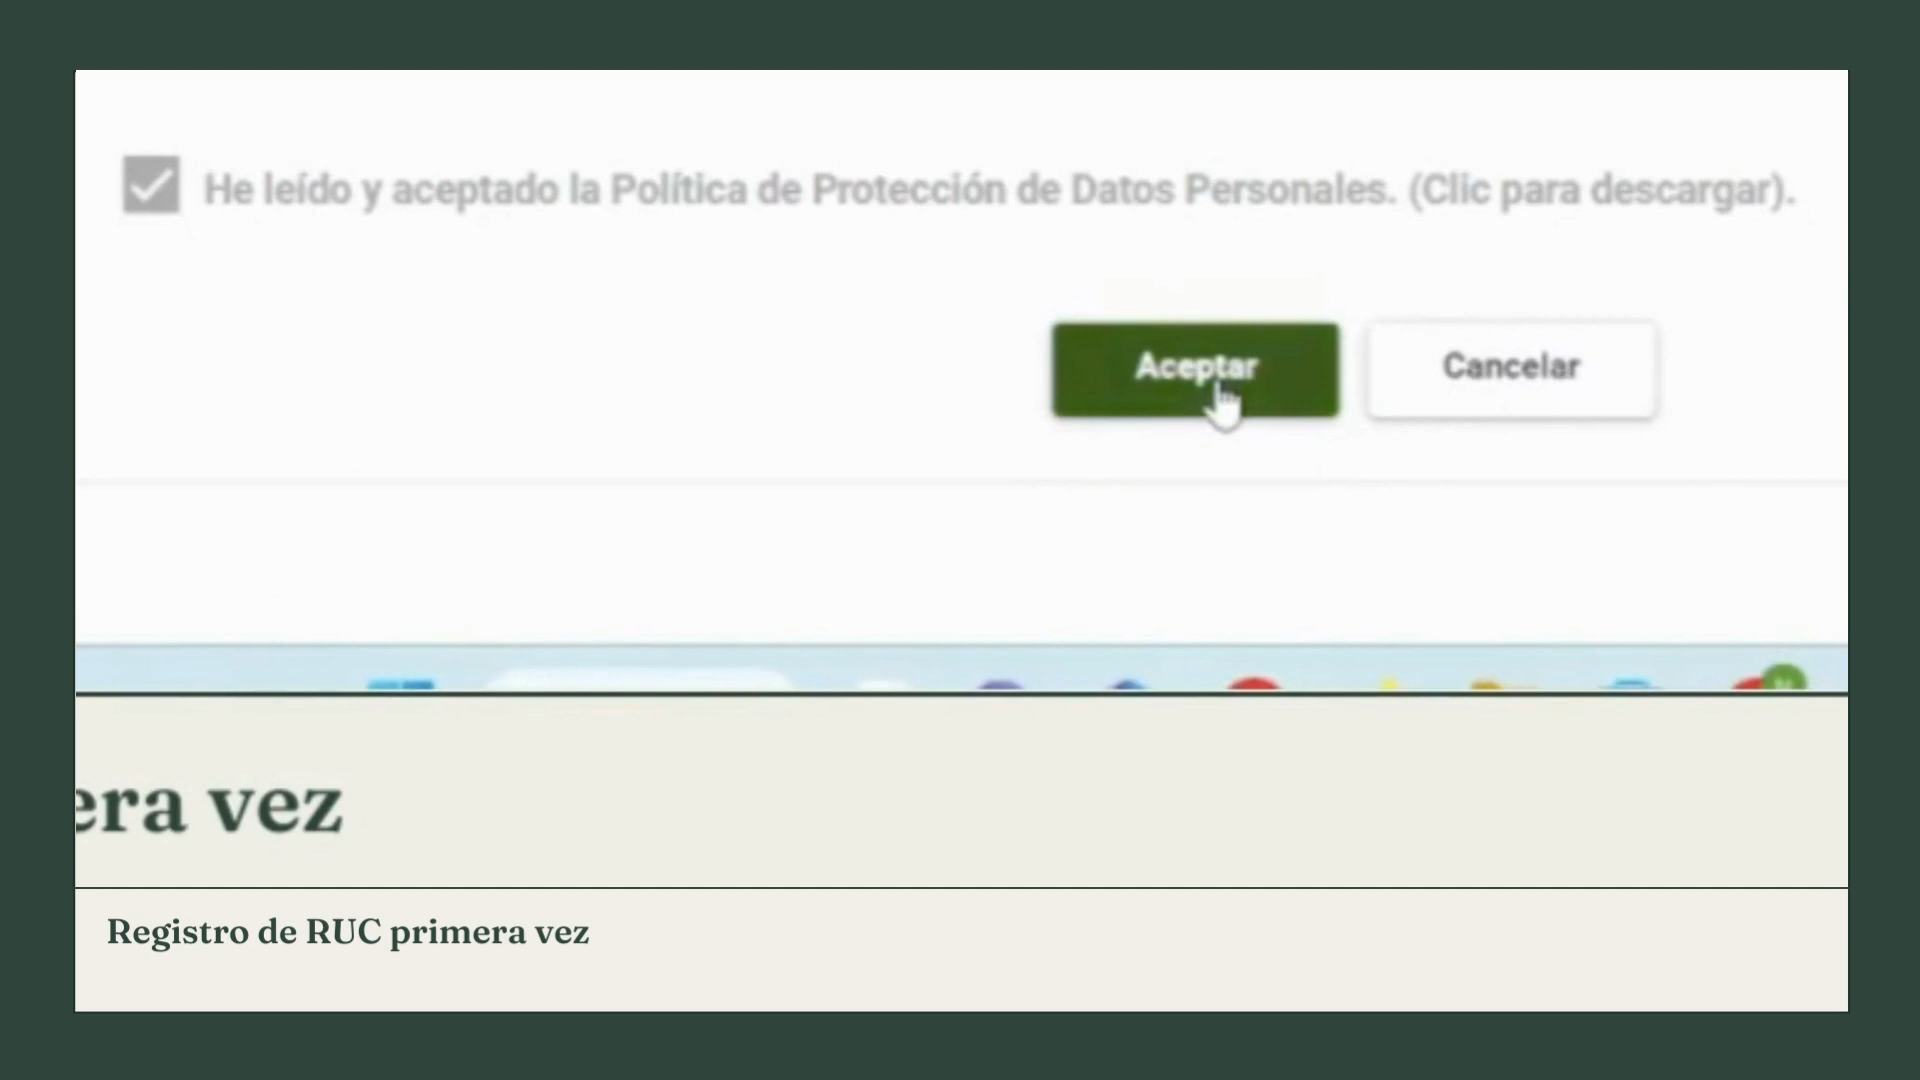 He leído y aceptado la Política de Protección de Datos Personales. (Clic para descargar).
Aceptar
Cancelar
era vez
Registro de RUC primera vez